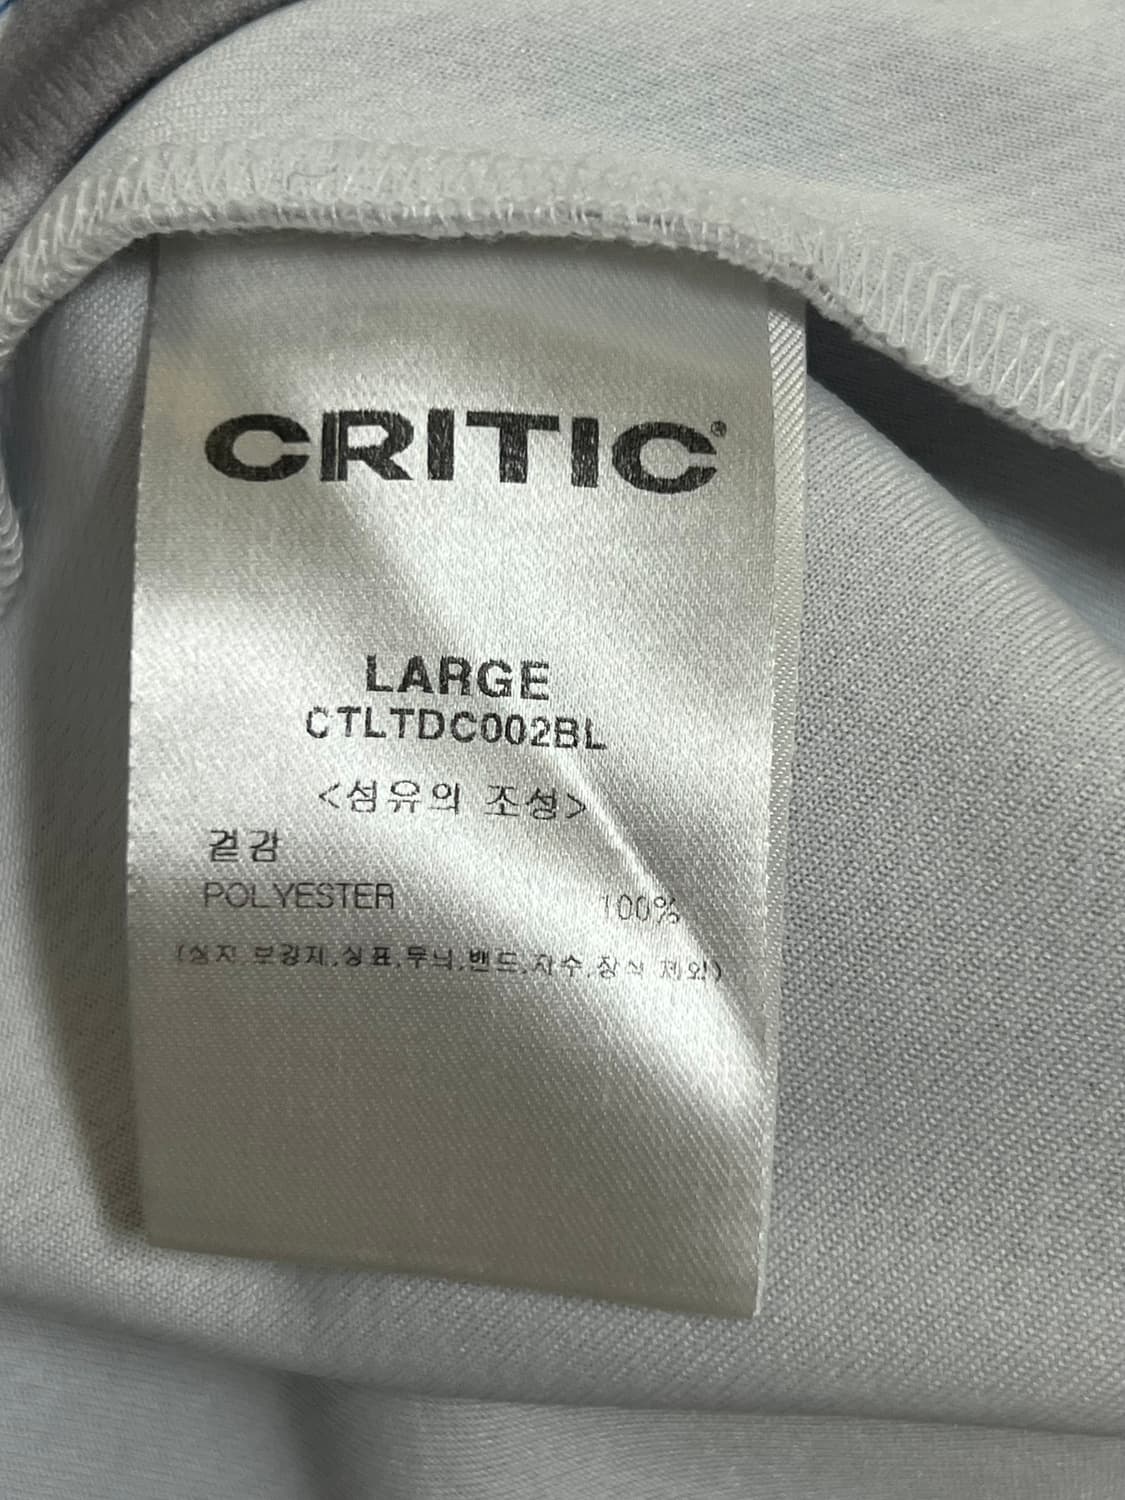 CRITIC®
LARGE
CTLTDC002BL
<섬유의 조성>
겉감
POLYESTER 100%
(심지,보강제,상표,무늬,밴드,자수,장식 제외)